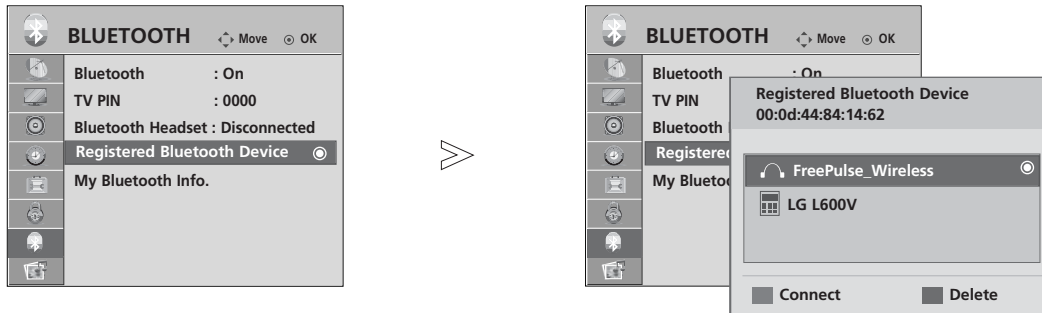 BLUETOOTH Move OK
Bluetooth : On
TV PIN : 0000
Bluetooth Headset : Disconnected
Registered Bluetooth Device
My Bluetooth Info.
BLUETOOTH Move OK
Bluetooth : On
TV PIN
Bluetooth
Registered
My Bluetoo
Registered Bluetooth Device
00:0d:44:84:14:62
FreePulse_Wireless
LG L600V
Connect Delete